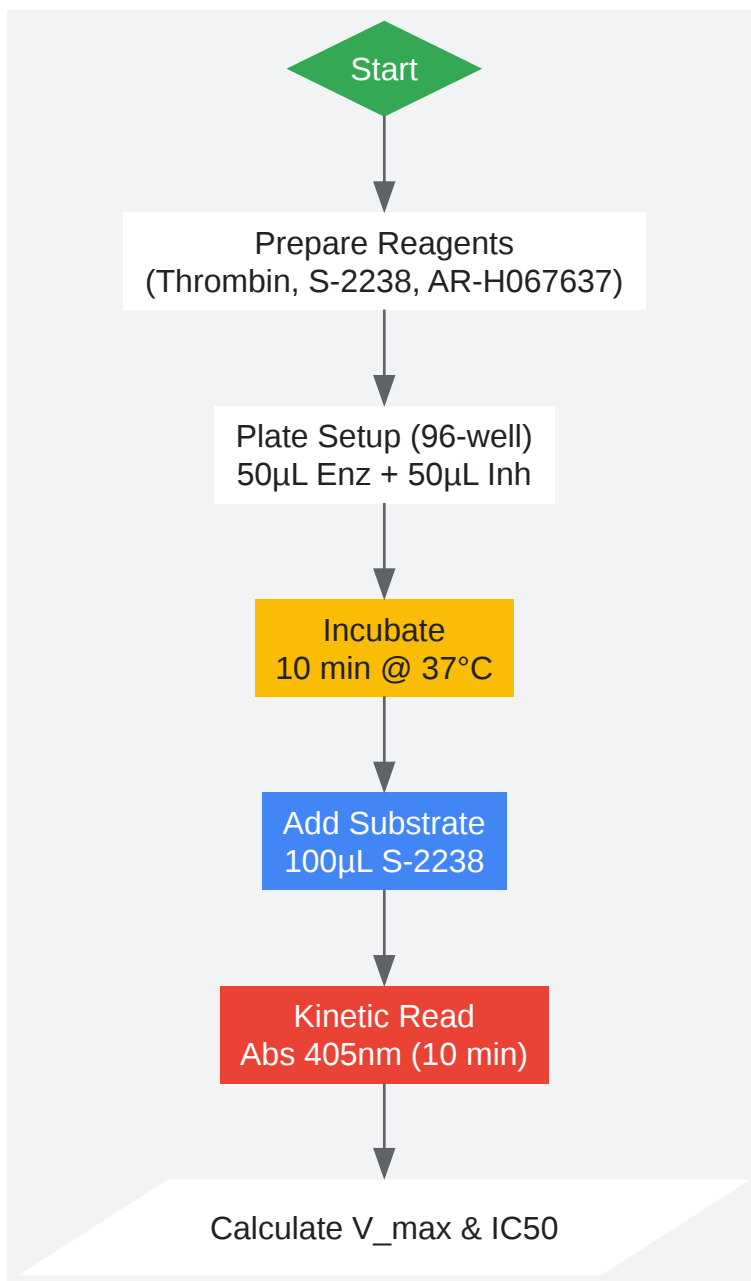 Start
Prepare Reagents
(Thrombin, S-2238, AR-H067637)
Plate Setup (96-well)
50µL Enz + 50µL Inh
Incubate
10 min @ 37°C
Add Substrate
100µL S-2238
Kinetic Read
Abs 405nm (10 min)
Calculate V_max & IC50